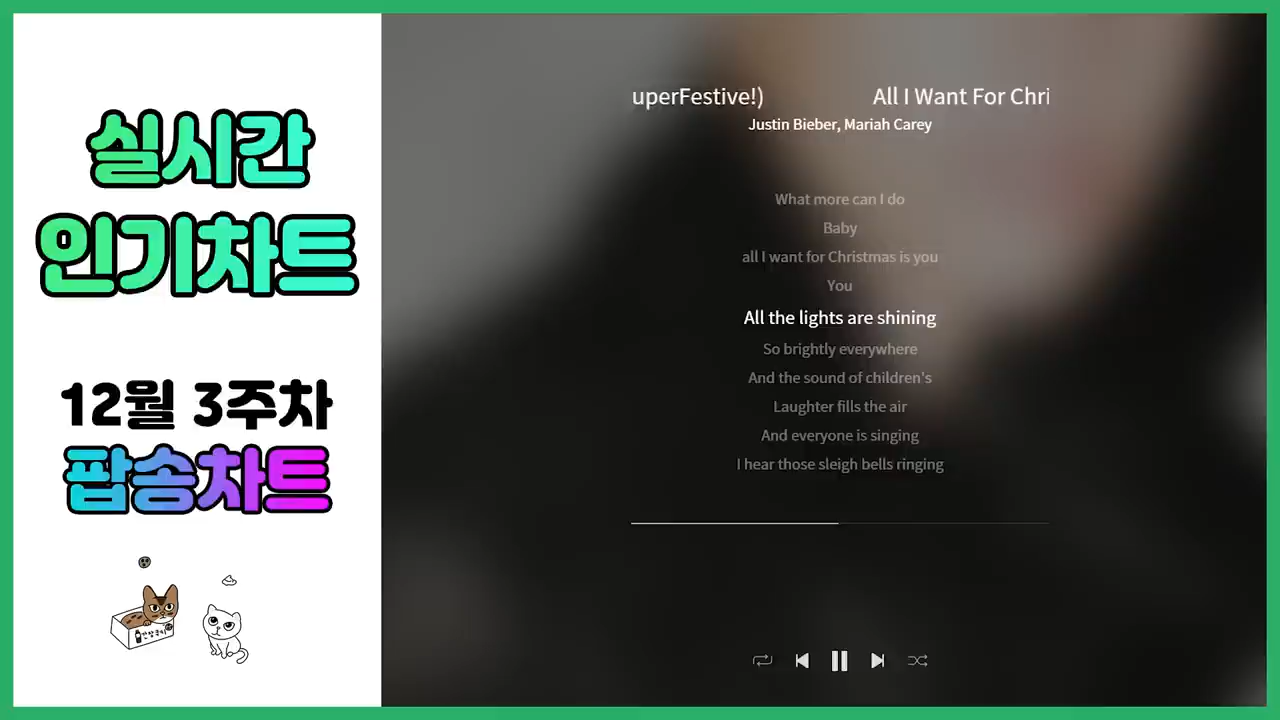 실시간
인기차트
12월 3주차
팝송차트
uperFestive!) All I Want For Chri
Justin Bieber, Mariah Carey
What more can I do
Baby
all I want for Christmas is you
You
All the lights are shining
So brightly everywhere
And the sound of children's
Laughter fills the air
And everyone is singing
I hear those sleigh bells ringing